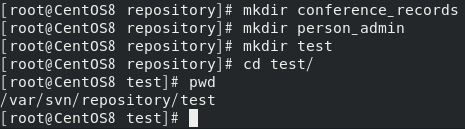 [root@CentOS8 repository]# mkdir conference_records
[root@CentOS8 repository]# mkdir person_admin
[root@CentOS8 repository]# mkdir test
[root@CentOS8 repository]# cd test/
[root@CentOS8 test]# pwd
/var/svn/repository/test
[root@CentOS8 test]#